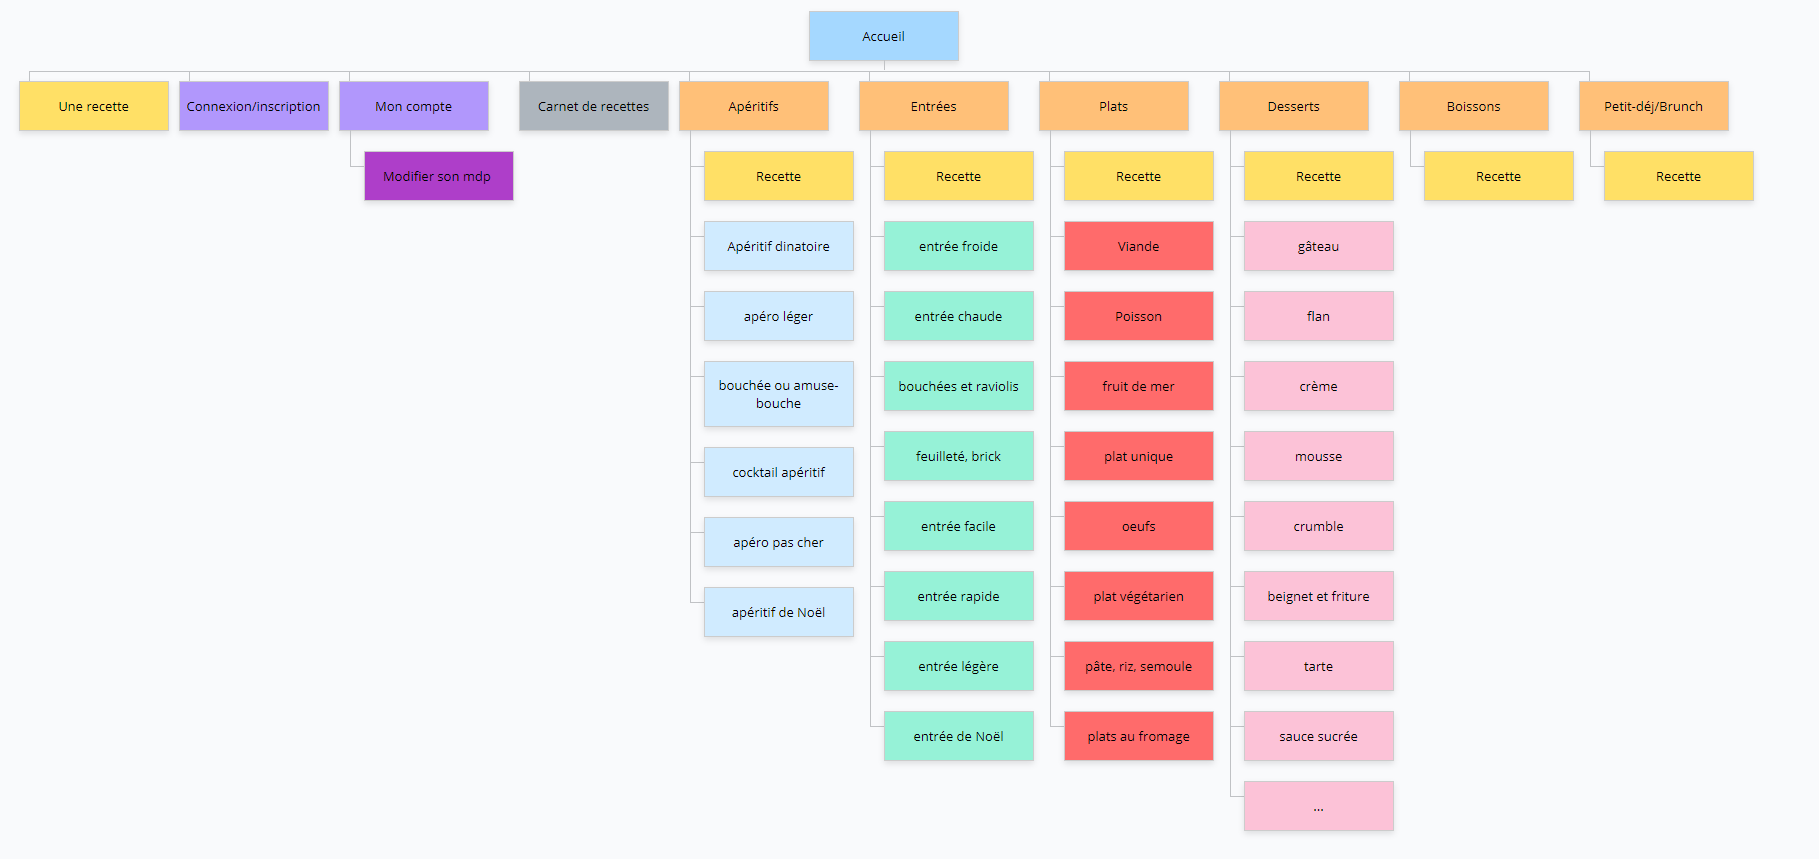 Accueil
Une recette
Connexion/inscription
Mon compte
Carnet de recettes
Apéritifs
Entrées
Plats
Desserts
Boissons
Petit-déj/Brunch
Modifier son mdp
Recette
Recette
Recette
Recette
Recette
Recette
Apéritif dinatoire
entrée froide
Viande
gâteau
apéro léger
entrée chaude
Poisson
flan
bouchée ou amuse-
bouche
bouchées et raviolis
fruit de mer
crème
cocktail apéritif
feuilleté, brick
plat unique
mousse
apéro pas cher
entrée facile
oeufs
crumble
apéritif de Noël
entrée rapide
plat végétarien
beignet et friture
entrée légère
pâte, riz, semoule
tarte
entrée de Noël
plats au fromage
sauce sucrée
...